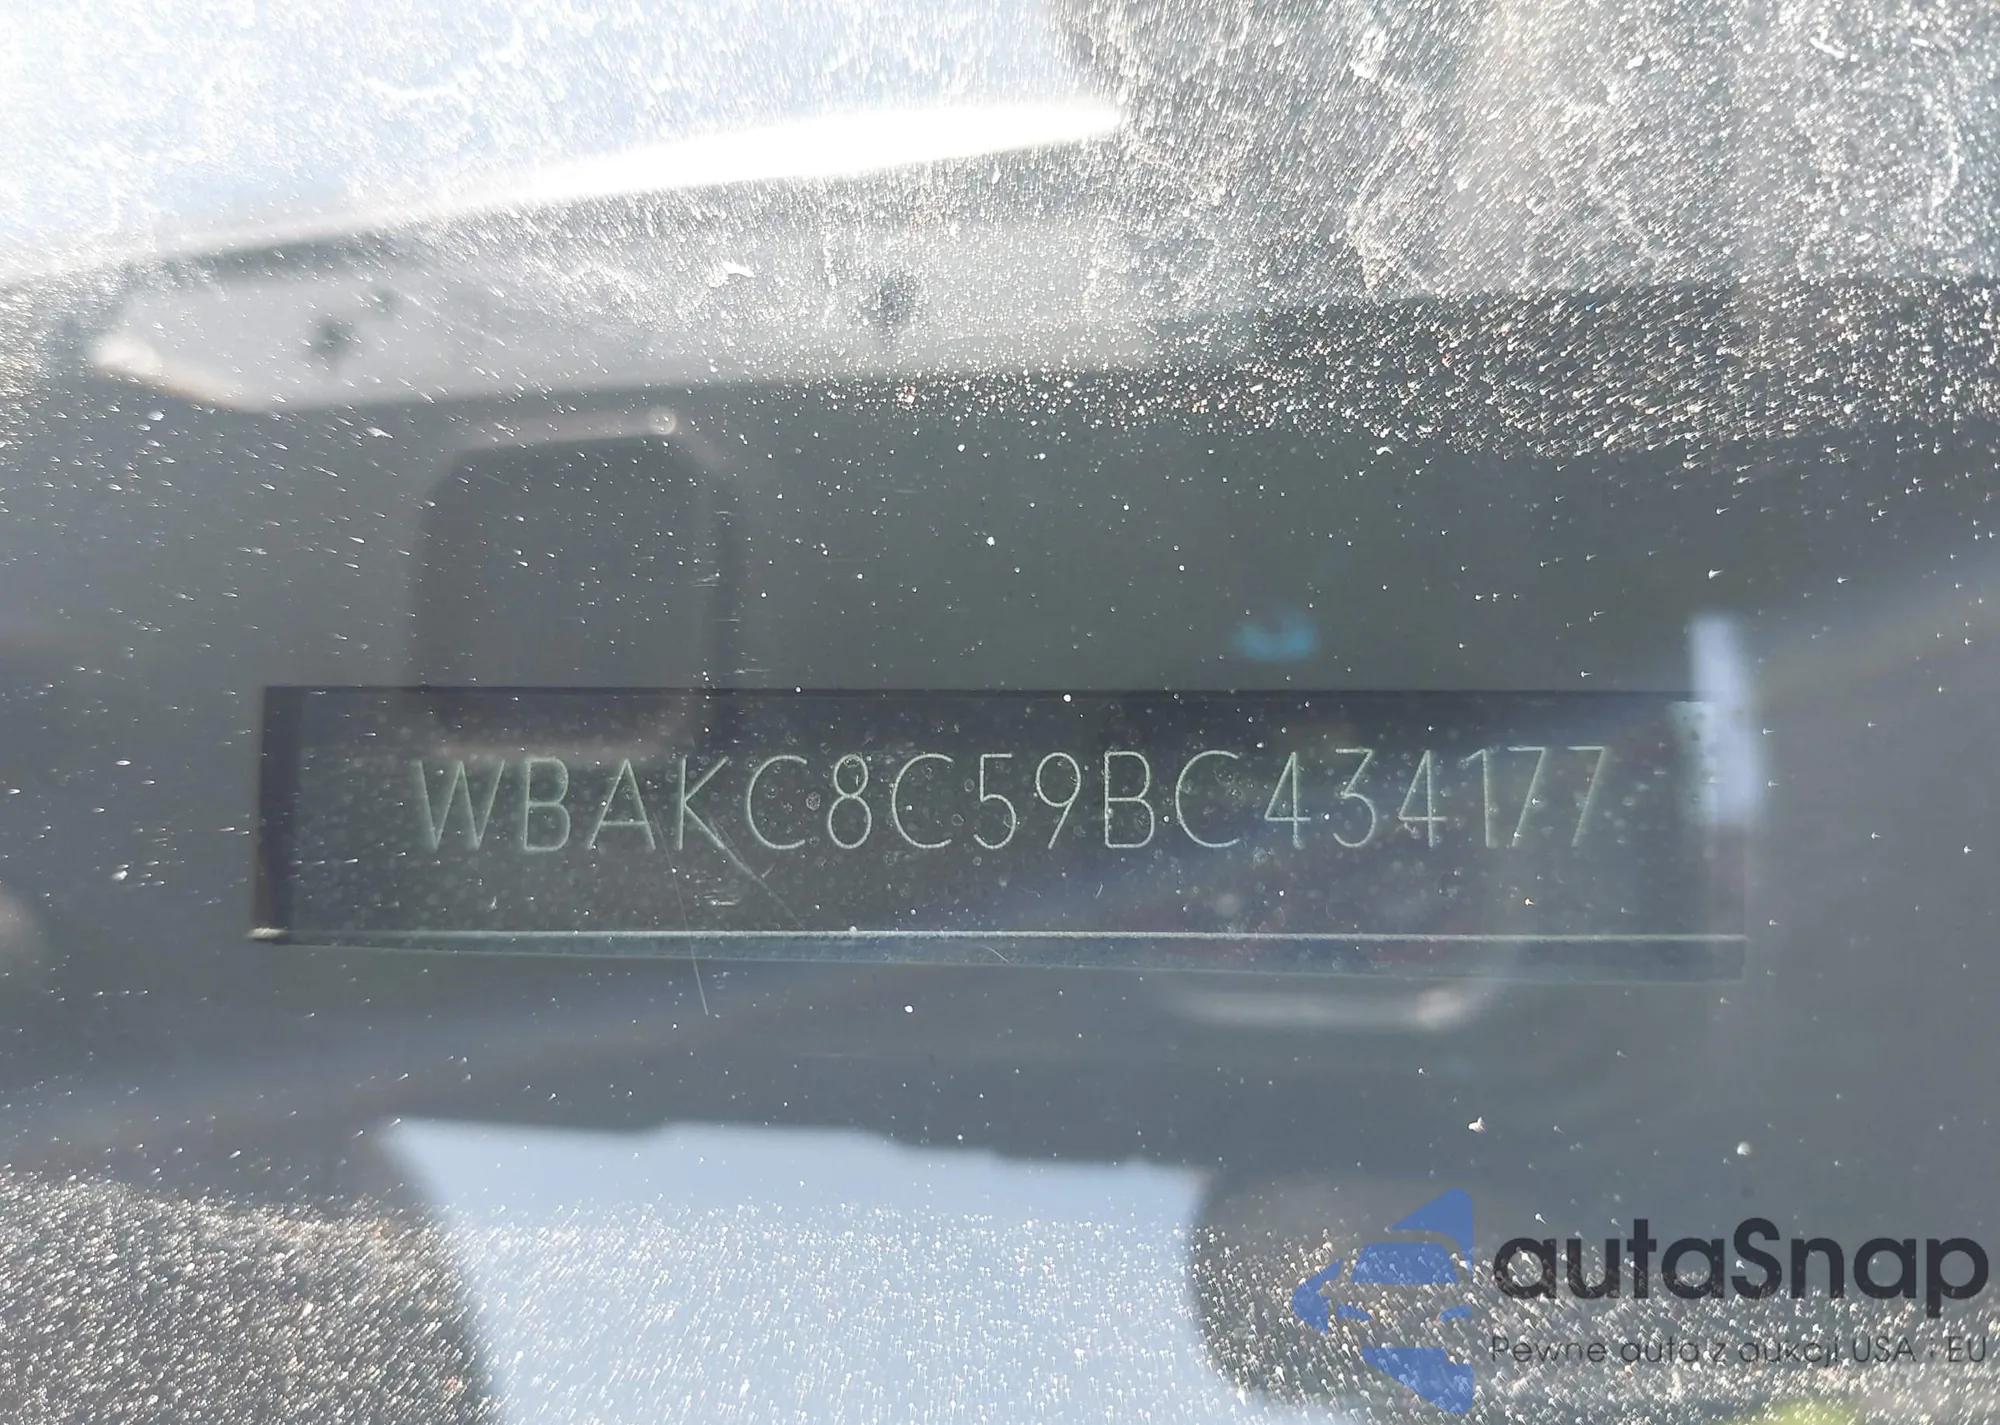 WBAKC8C59BC434177
autaSnap
Pewne auta z aukcji USA i EU